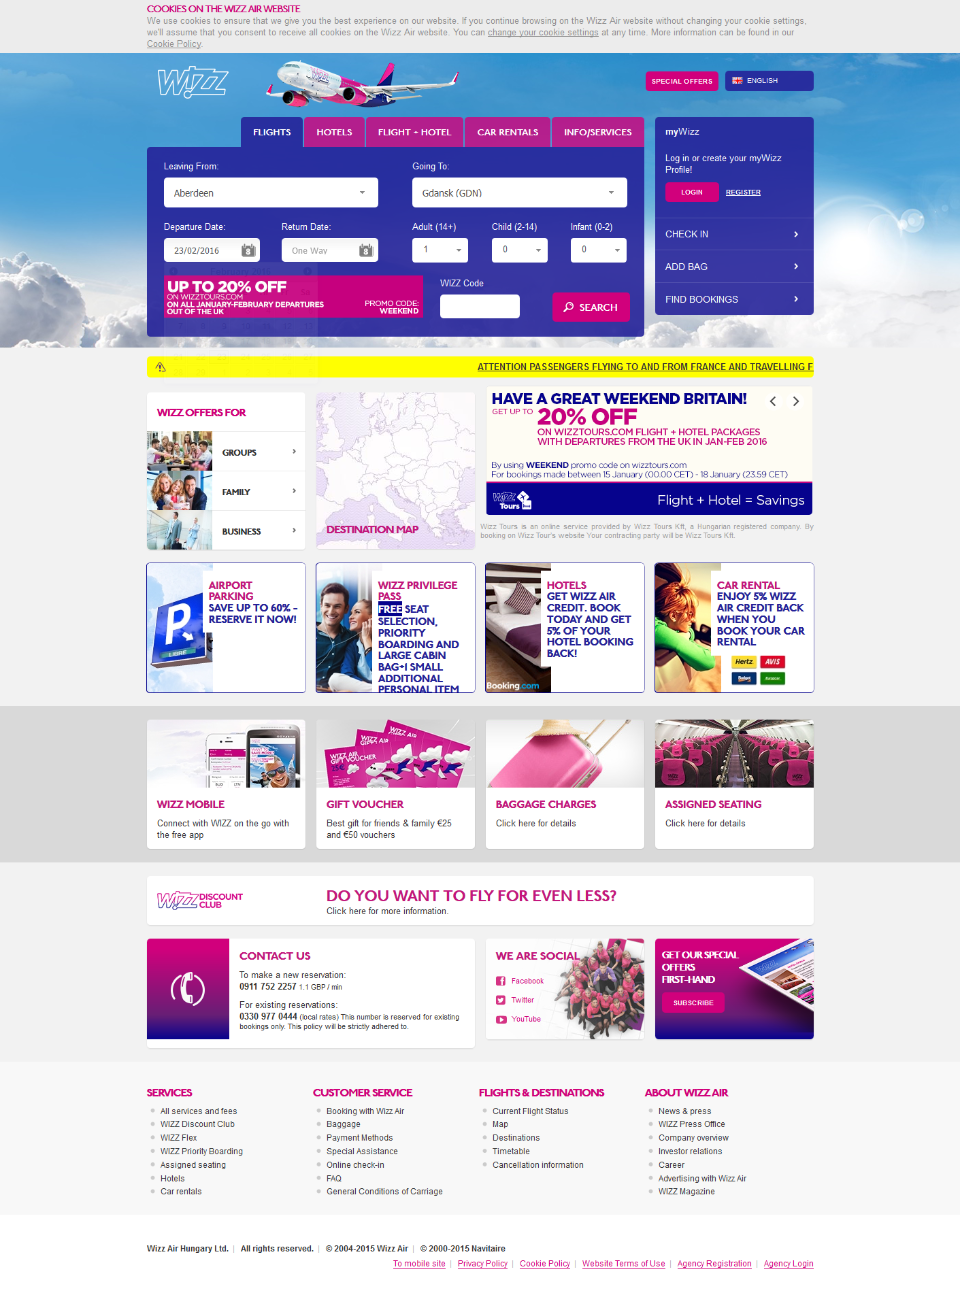 COOKIES ON THE WIZZ AIR WEBSITE
We use cookies to ensure that we give you the best experience on our website. If you continue browsing on the Wizz Air website without changing your cookie settings,
we'll assume that you consent to receive all cookies on the Wizz Air website. You can change your cookie settings at any time. More information can be found in our
Cookie Policy.
WIZZ
SPECIAL OFFERS
ENGLISH
FLIGHTS
HOTELS
FLIGHT + HOTEL
CAR RENTALS
INFO/SERVICES
Leaving From:
Going To:
Aberdeen
Gdansk (GDN)
Departure Date:
Return Date:
Adult (14+)
Child (2-14)
Infant (0-2)
23/02/2016
One Way
1
0
0
UP TO 20% OFF
ON WIZZTOURS.COM
ON ALL JANUARY-FEBRUARY DEPARTURES
OUT OF THE UK
PROMO CODE:
WEEKEND
WIZZ Code
SEARCH
myWizz
Log in or create your myWizz
Profile!
LOGIN
REGISTER
CHECK IN
ADD BAG
FIND BOOKINGS
ATTENTION PASSENGERS FLYING TO AND FROM FRANCE AND TRAVELLING F
WIZZ OFFERS FOR
GROUPS
FAMILY
BUSINESS
DESTINATION MAP
HAVE A GREAT WEEKEND BRITAIN!
GET UP TO 20% OFF
ON WIZZTOURS.COM FLIGHT + HOTEL PACKAGES
WITH DEPARTURES FROM THE UK IN JAN-FEB 2016
By using WEEKEND promo code on wizztours.com
For bookings made between 15 January (00.00 CET) - 18 January (23.59 CET)
WIZZ Tours
Flight + Hotel = Savings
Wizz Tours is an online service provided by Wizz Tours Kft, a Hungarian registered company. By
booking on Wizz Tour's website Your contracting party will be Wizz Tours Kft.
AIRPORT
PARKING
SAVE UP TO 60% -
RESERVE IT NOW!
P
LIBRE
WIZZ PRIVILEGE
PASS
FREE SEAT
SELECTION,
PRIORITY
BOARDING AND
LARGE CABIN
BAG+1 SMALL
ADDITIONAL
PERSONAL ITEM
HOTELS
GET WIZZ AIR
CREDIT. BOOK
TODAY AND GET
5% OF YOUR
HOTEL BOOKING
BACK!
Booking.com
CAR RENTAL
ENJOY 5% WIZZ
AIR CREDIT BACK
WHEN YOU
BOOK YOUR CAR
RENTAL
Hertz
AVIS
Budget
WIZZ AIR
GIFT VOUCHER
WIZZ MOBILE
Connect with WIZZ on the go with
the free app
GIFT VOUCHER
Best gift for friends & family €25
and €50 vouchers
BAGGAGE CHARGES
Click here for details
ASSIGNED SEATING
Click here for details
WIZZ DISCOUNT
CLUB
DO YOU WANT TO FLY FOR EVEN LESS?
Click here for more information.
CONTACT US
To make a new reservation:
0911 752 2257 1.1 GBP / min
For existing reservations:
0330 977 0444 (local rates) This number is reserved for existing
bookings only. This policy will be strictly adhered to.
WE ARE SOCIAL
Facebook
Twitter
YouTube
GET OUR SPECIAL
OFFERS
FIRST-HAND
SUBSCRIBE
SERVICES
All services and fees
WIZZ Discount Club
WIZZ Flex
WIZZ Priority Boarding
Assigned seating
Hotels
Car rentals
CUSTOMER SERVICE
Booking with Wizz Air
Baggage
Payment Methods
Special Assistance
Online check-in
FAQ
General Conditions of Carriage
FLIGHTS & DESTINATIONS
Current Flight Status
Map
Destinations
Timetable
Cancellation information
ABOUT WIZZ AIR
News & press
WIZZ Press Office
Company overview
Investor relations
Career
Advertising with Wizz Air
WIZZ Magazine
Wizz Air Hungary Ltd. | All rights reserved. | © 2004-2015 Wizz Air | © 2000-2015 Navitaire
To mobile site | Privacy Policy | Cookie Policy | Website Terms of Use | Agency Registration | Agency Login